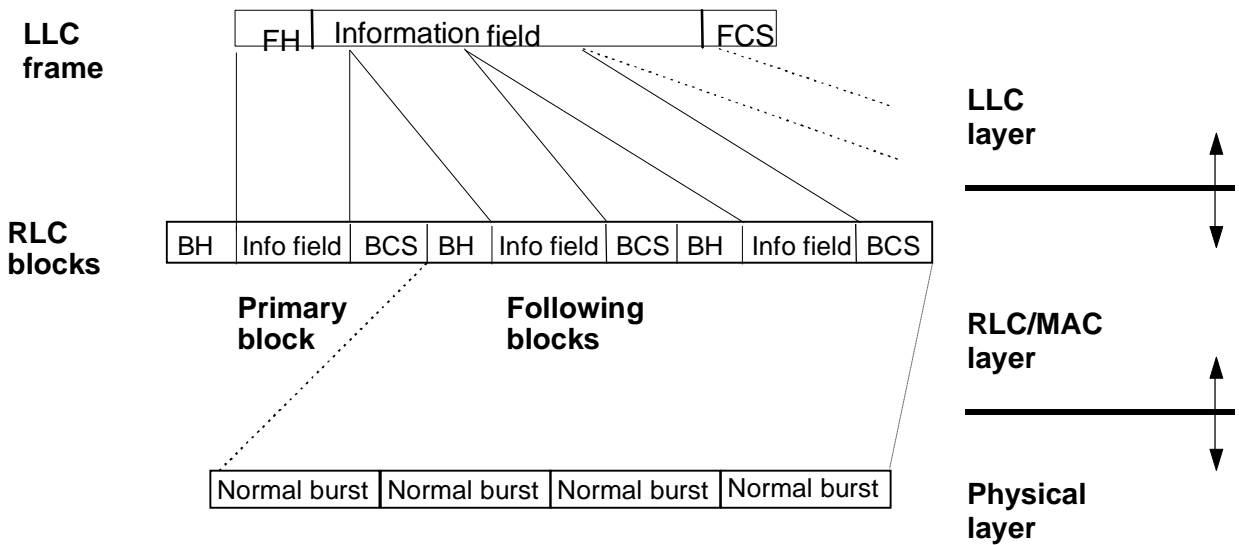 LLC
frame
FH
Information field
FCS
LLC
layer
RLC
blocks
BH
Info field
BCS
BH
Info field
BCS
BH
Info field
BCS
Primary
block
Following
blocks
RLC/MAC
layer
Normal burst
Normal burst
Normal burst
Normal burst
Physical
layer